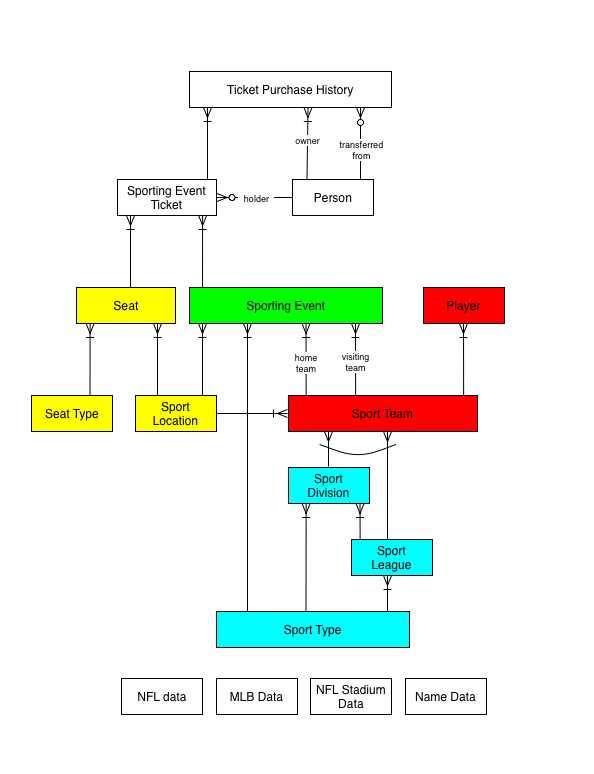 Ticket Purchase History
owner
transferred
from
Sporting Event
Ticket
holder
Person
Seat
Sporting Event
Player
home
team
visiting
team
Seat Type
Sport
Location
Sport Team
Sport
Division
Sport
League
Sport Type
NFL data
MLB Data
NFL Stadium
Data
Name Data